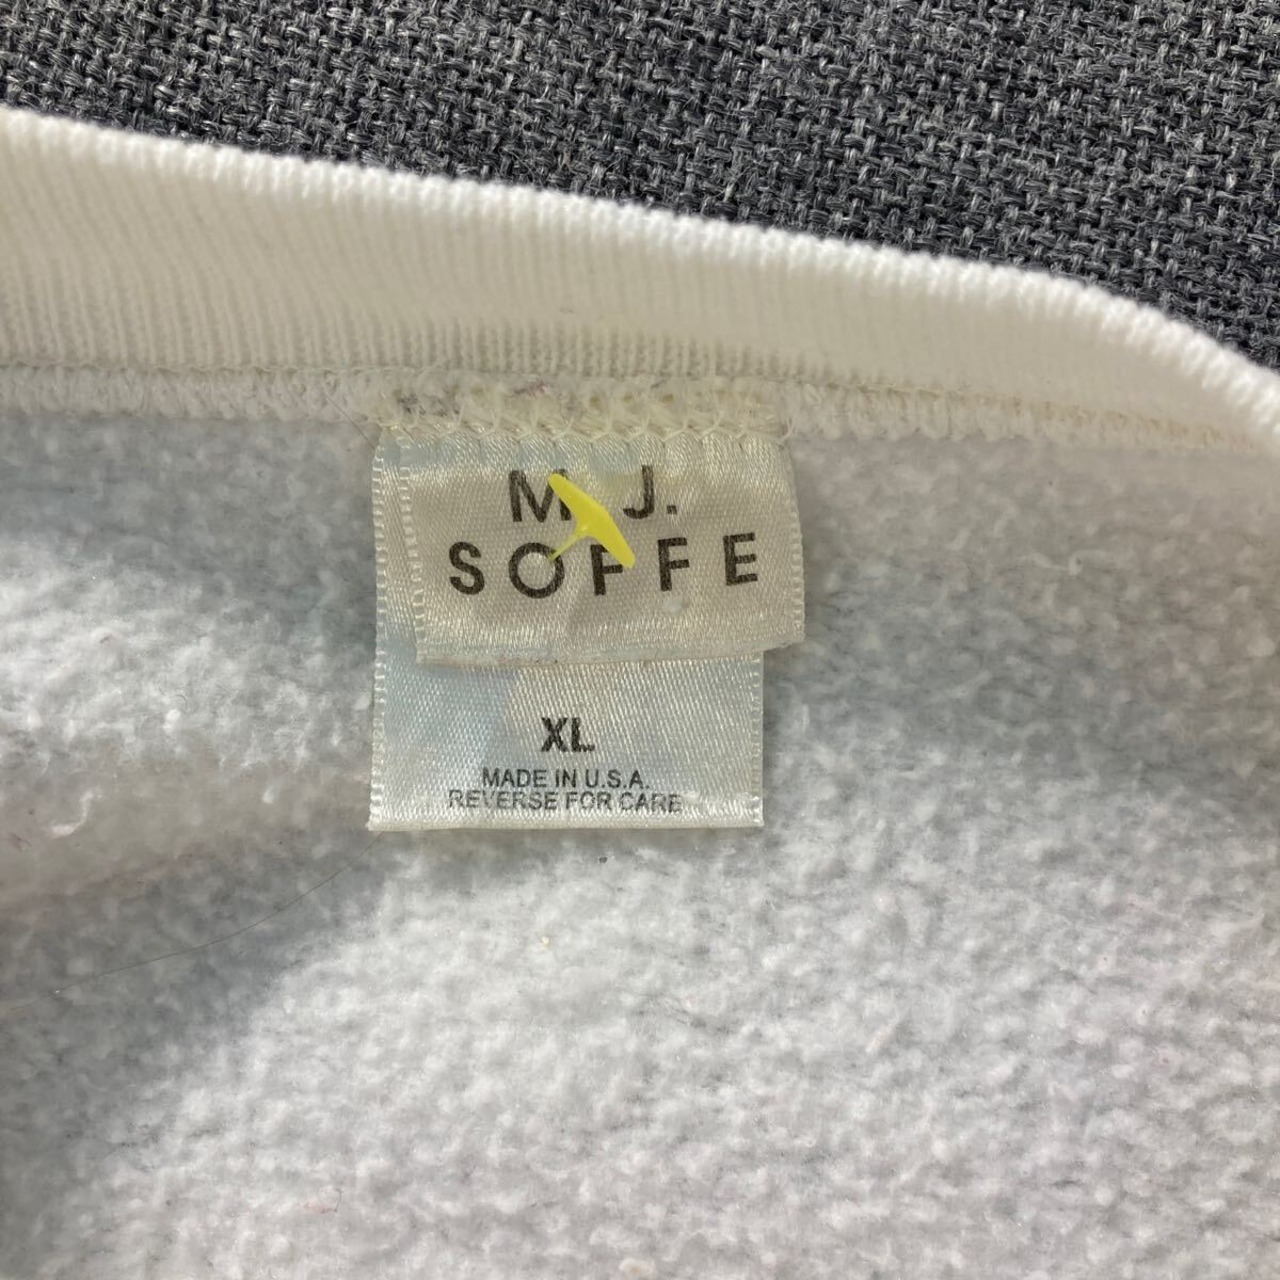 M. J.
SOFFE
XL
MADE IN U.S.A.
REVERSE FOR CARE